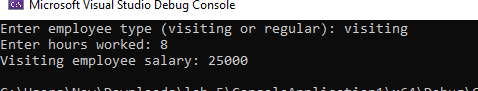 Microsoft Visual Studio Debug Console
Enter employee type (visiting or regular): visiting
Enter hours worked: 8
Visiting employee salary: 25000